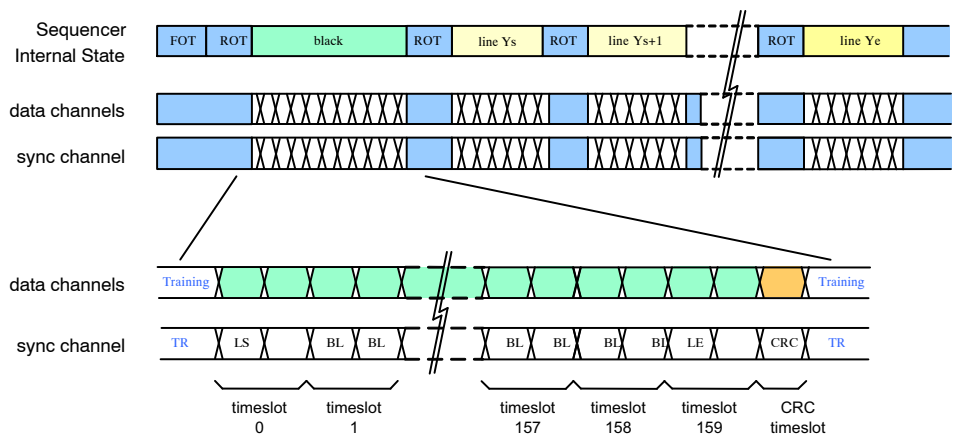 Sequencer
Internal State
FOT ROT black ROT line Ys ROT line Ys+1 ROT line Ye
data channels
sync channel
data channels
Training Training
sync channel
TR LS BL BL BL BL BL BL LE CRC TR
timeslot 0
timeslot 1
timeslot 157
timeslot 158
timeslot 159
CRC timeslot